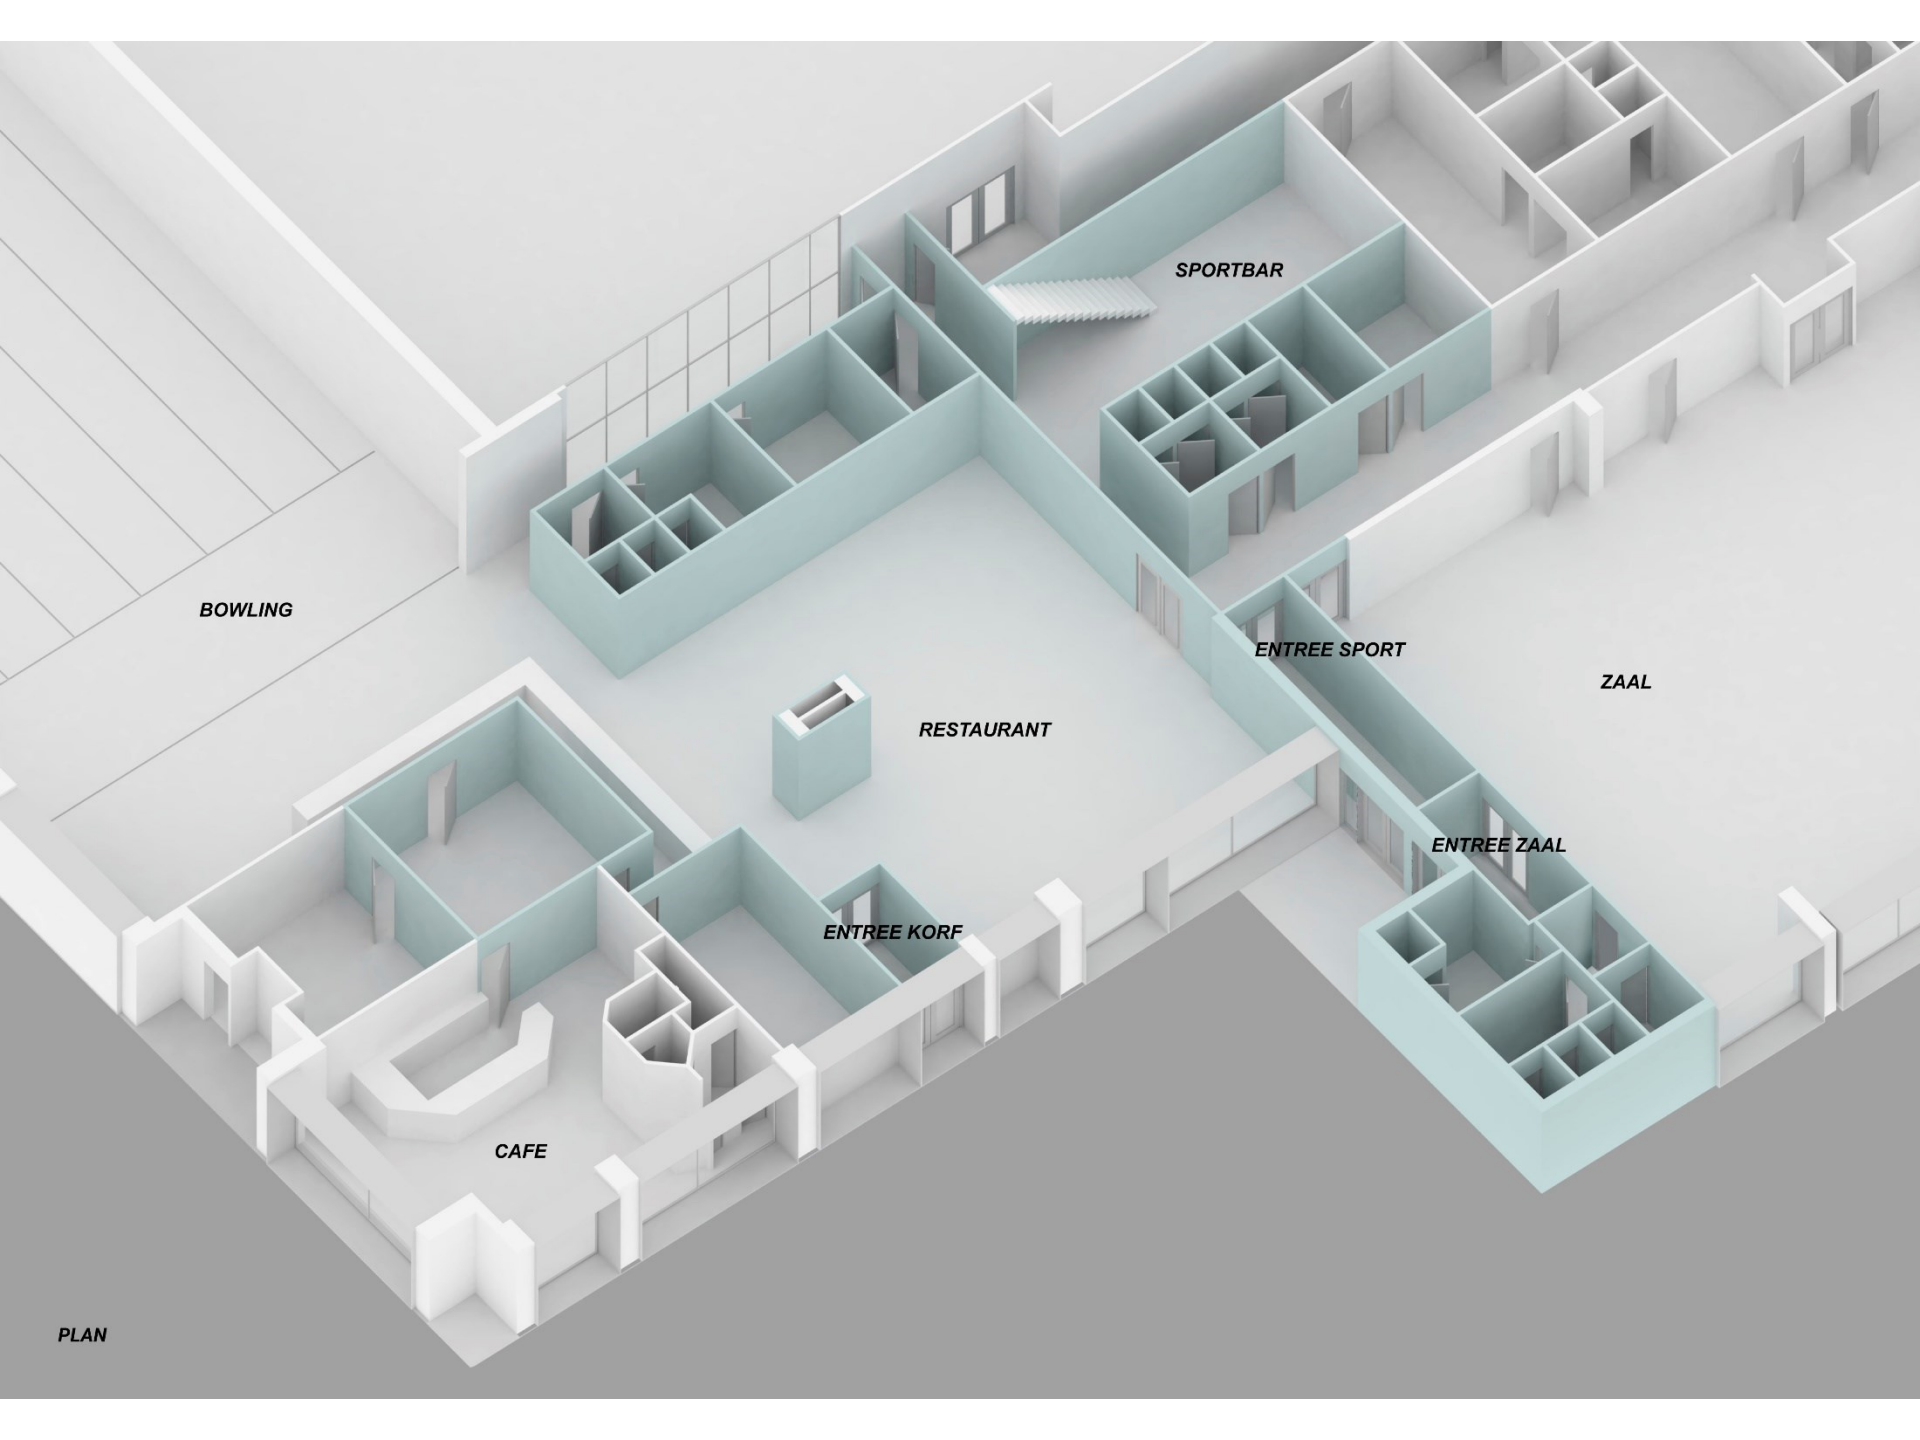 SPORTBAR
BOWLING
ENTREE SPORT
ZAAL
RESTAURANT
ENTREE ZAAL
ENTREE KORF
CAFE
PLAN